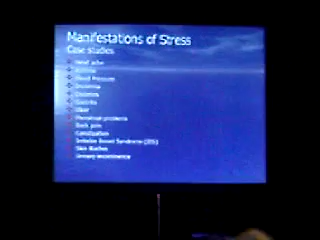 Manifestations of Stress
Case studies
Head ache
Asthma
Blood Pressure
Insomnia
Diabetes
Gastritis
Ulcer
Menstrual problems
Back pain
Constipation
Irritable Bowel Syndrome (IBS)
Skin Rashes
Urinary incontinence